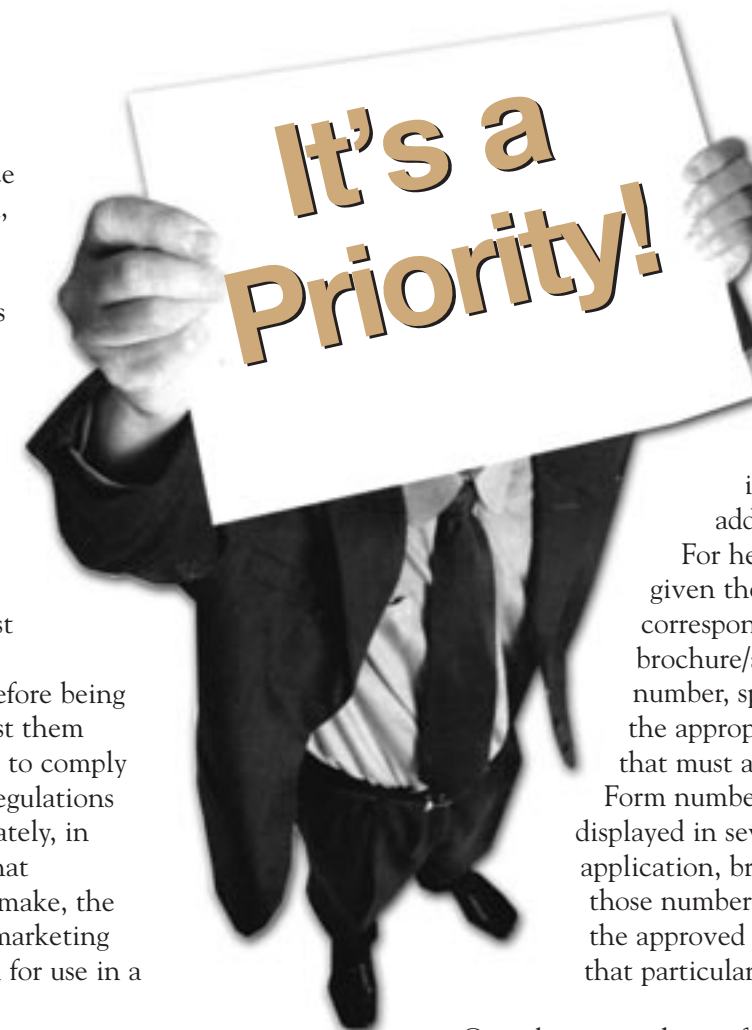 It's a
Priority!
s
st
efore being
st them
to comply
egulations
ately, in
hat
make, the
marketing
for use in a
i
add
For he
given the
correspon
brochure/
number, sp
the approp
that must a
Form numbe
displayed in sev
application, br
those number
the approved
that particular